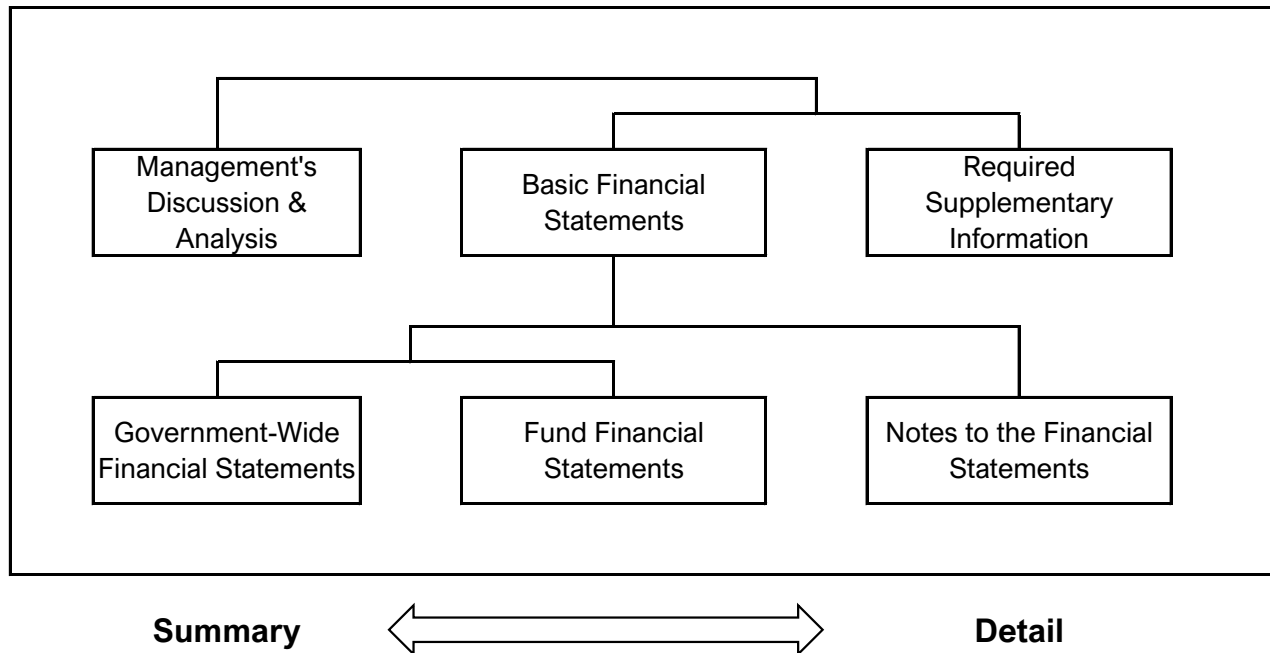 Management's
Discussion &
Analysis
Basic Financial
Statements
Required
Supplementary
Information
Government-Wide
Financial Statements
Fund Financial
Statements
Notes to the Financial
Statements
Summary
Detail